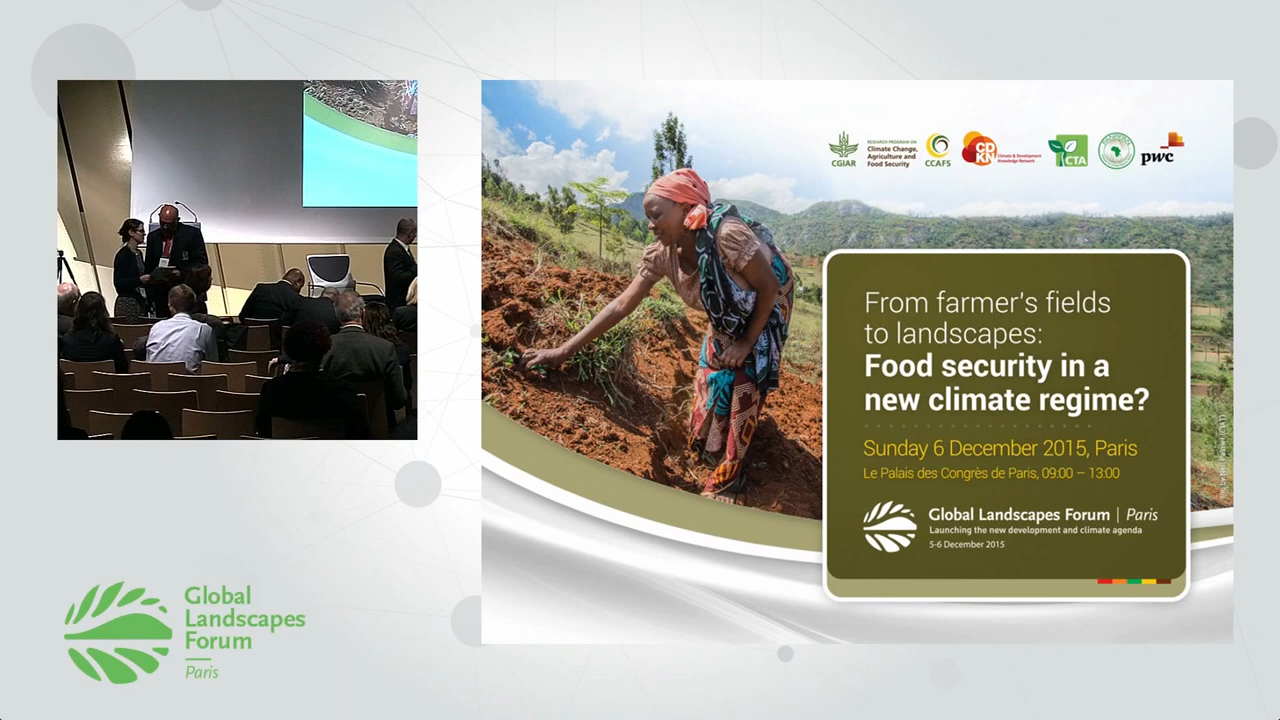 CGIAR
RESEARCH PROGRAM ON
Climate Change,
Agriculture and
Food Security
CCAFS
CD
KN
Climate & Development
Knowledge Network
CTA
pwc
From farmer's fields
to landscapes:
Food security in a
new climate regime?
Sunday 6 December 2015, Paris
Le Palais des Congrès de Paris, 09:00 – 13:00
Global Landscapes Forum | Paris
Launching the new development and climate agenda
5-6 December 2015
Global
Landscapes
Forum
Paris